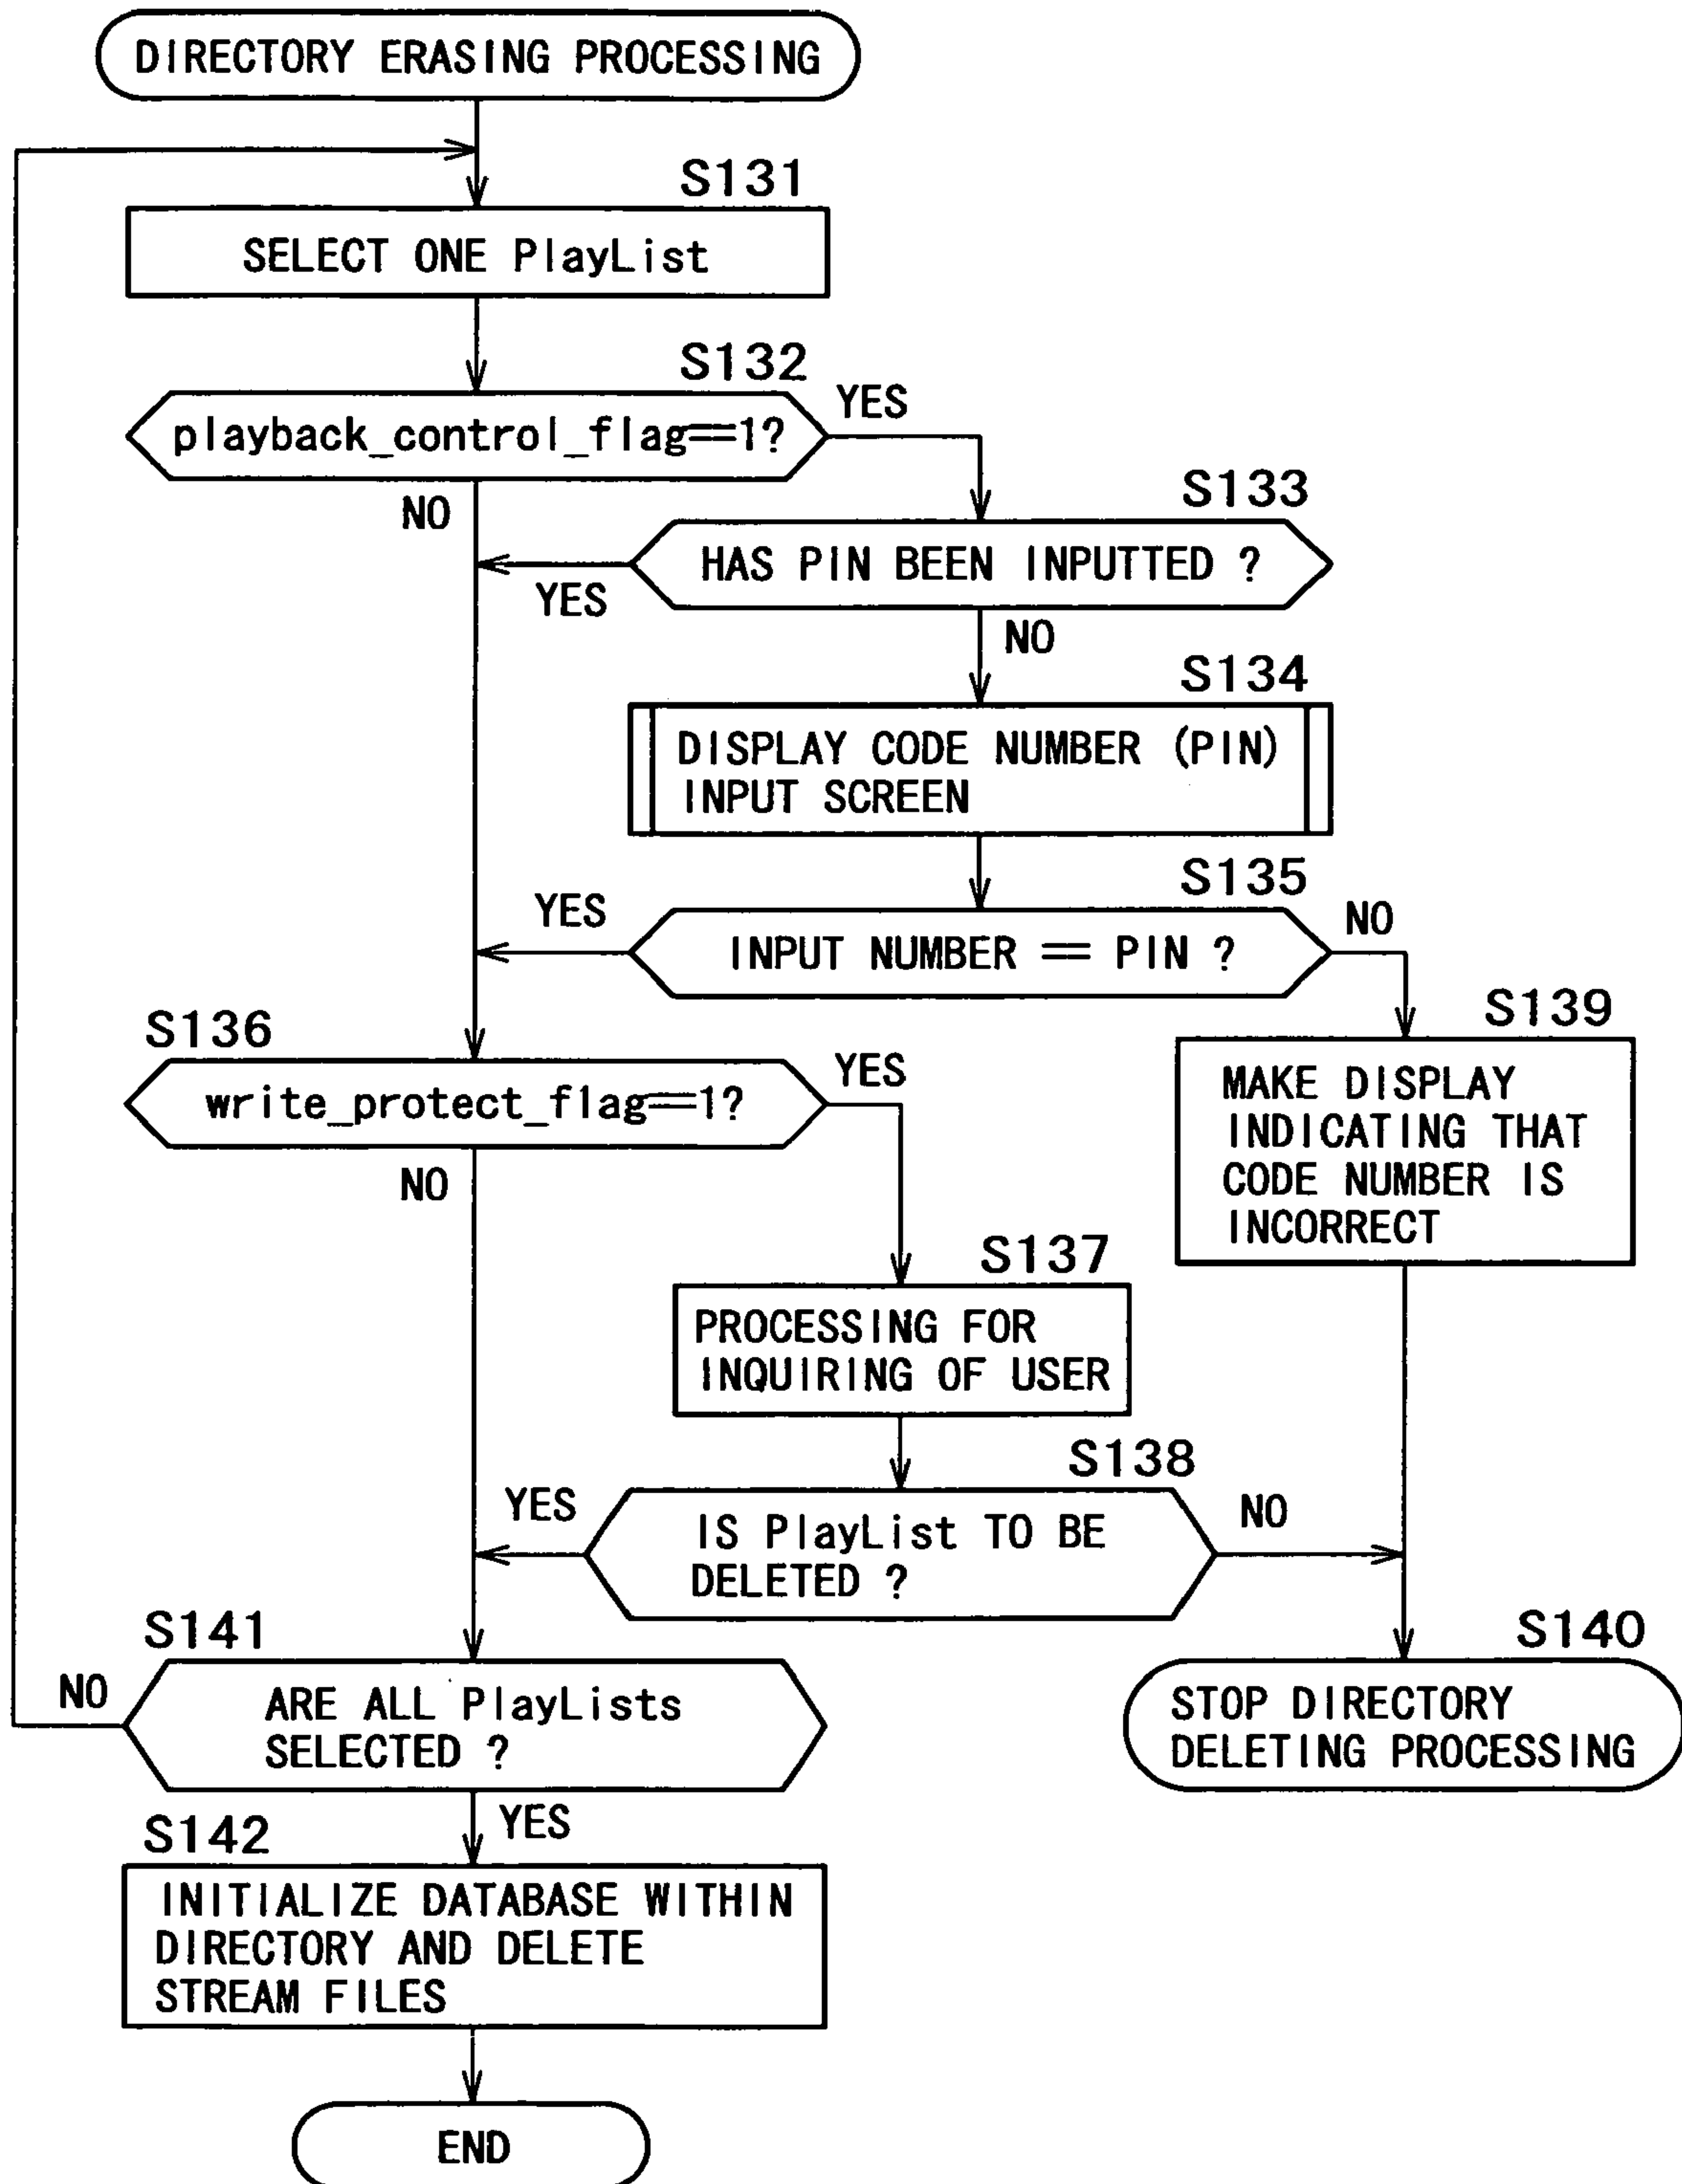 DIRECTORY ERASING PROCESSING
S131
SELECT ONE PlayList
S132
playback_control_flag==1?
YES
NO
S133
HAS PIN BEEN INPUTTED ?
YES
NO
S134
DISPLAY CODE NUMBER (PIN)
INPUT SCREEN
S135
YES
INPUT NUMBER == PIN ?
NO
S136
write_protect_flag==1?
YES
NO
S139
MAKE DISPLAY
INDICATING THAT
CODE NUMBER IS
INCORRECT
S137
PROCESSING FOR
INQUIRING OF USER
S138
YES
IS PlayList TO BE
DELETED ?
NO
S141
NO
ARE ALL PlayLists
SELECTED ?
YES
S140
STOP DIRECTORY
DELETING PROCESSING
S142
INITIALIZE DATABASE WITHIN
DIRECTORY AND DELETE
STREAM FILES
END